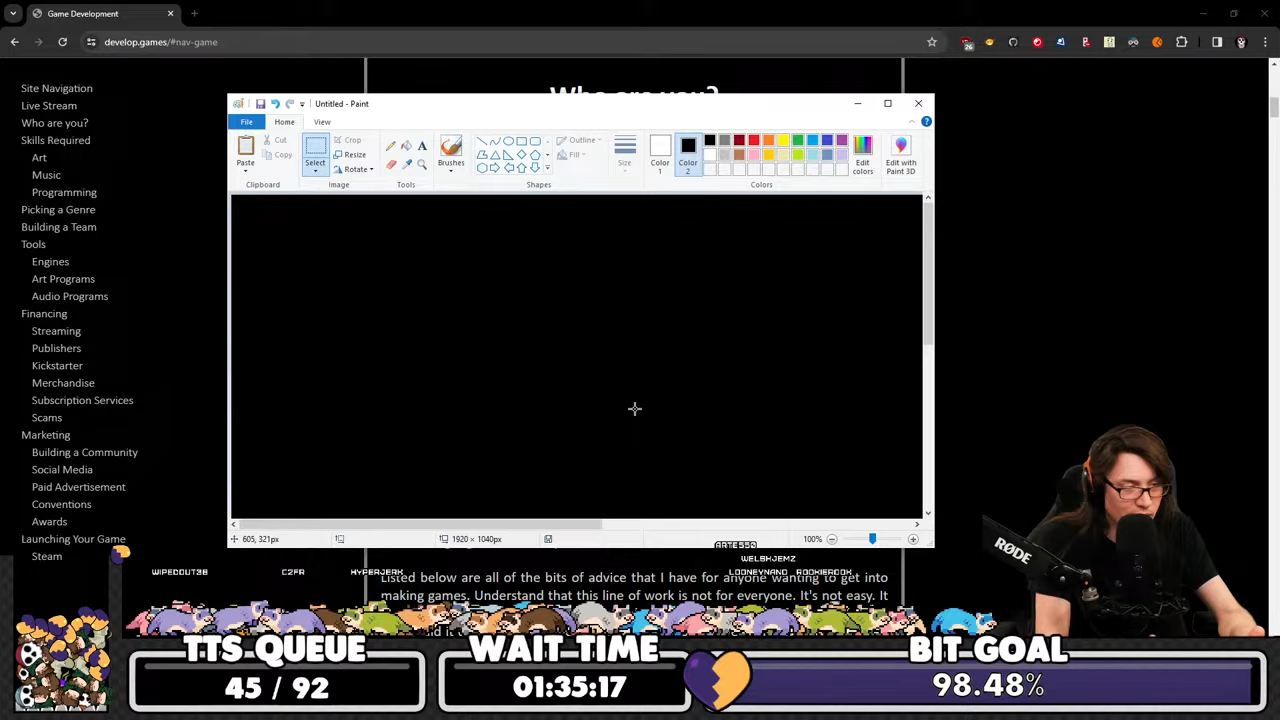 Game Development
develop.games/#nav-game
26
Site Navigation
Live Stream
Who are you?
Skills Required
Art
Music
Programming
Picking a Genre
Building a Team
Tools
Engines
Art Programs
Audio Programs
Financing
Streaming
Publishers
Kickstarter
Merchandise
Subscription Services
Scams
Marketing
Building a Community
Social Media
Paid Advertisement
Conventions
Awards
Launching Your Game
Steam
Who are you?
Untitled - Paint
File
Home
View
Paste
Cut
Copy
Clipboard
Select
Crop
Resize
Rotate
Image
A
Tools
Brushes
Shapes
Outline
Fill
Size
Color 1
Color 2
Edit colors
Edit with Paint 3D
Colors
605, 321px
1920 × 1040px
100%
WELSHJEMZ
WIPEDOUT38
C2FR
HYPERJERK
LOONEYNAND
ROOKIEROOK
Listed below are all of the bits of advice that I have for anyone wanting to get into
making games. Understand that this line of work is not for everyone. It's not easy. It
RØDE
TTS QUEUE
45 / 92
WAIT TIME
01:35:17
BIT GOAL
98.48%